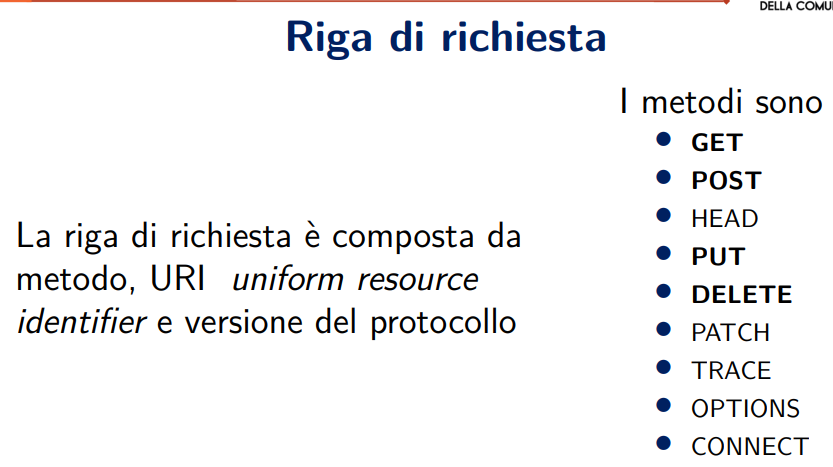 DELLA COMU
Riga di richiesta
La riga di richiesta è composta da
metodo, URI uniform resource
identifier e versione del protocollo
I metodi sono
• GET
• POST
• HEAD
• PUT
• DELETE
• PATCH
• TRACE
• OPTIONS
• CONNECT